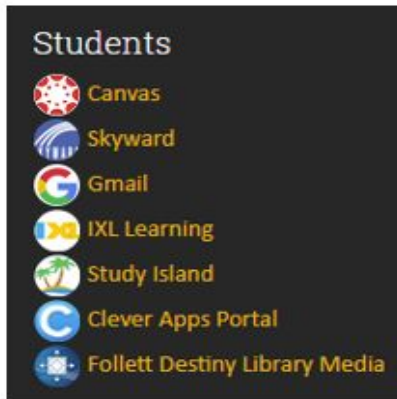 Students
Canvas
Skyward
Gmail
IXL Learning
Study Island
Clever Apps Portal
Follett Destiny Library Media